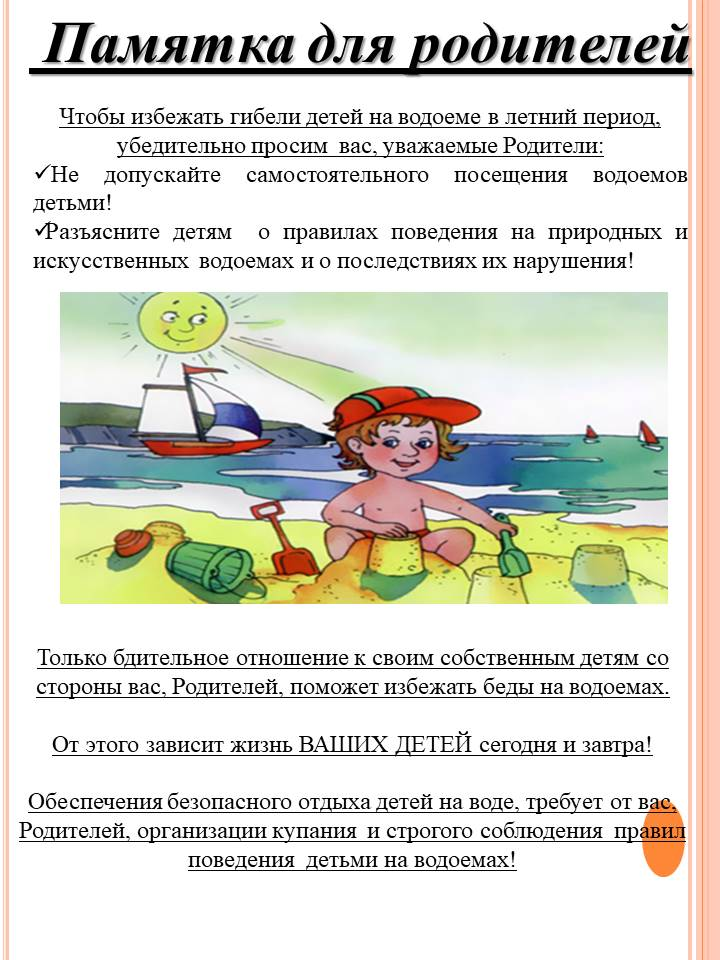 Памятка для родителей
Чтобы избежать гибели детей на водоеме в летний период,
убедительно просим вас, уважаемые Родители:
✓Не допускайте самостоятельного посещения водоемов
детьми!
✓Разъясните детям о правилах поведения на природных и
искусственных водоемах и о последствиях их нарушения!
Только бдительное отношение к своим собственным детям со
стороны вас, Родителей, поможет избежать беды на водоемах.
От этого зависит жизнь ВАШИХ ДЕТЕЙ сегодня и завтра!
Обеспечения безопасного отдыха детей на воде, требует от вас,
Родителей, организации купания и строгого соблюдения правил
поведения детьми на водоемах!